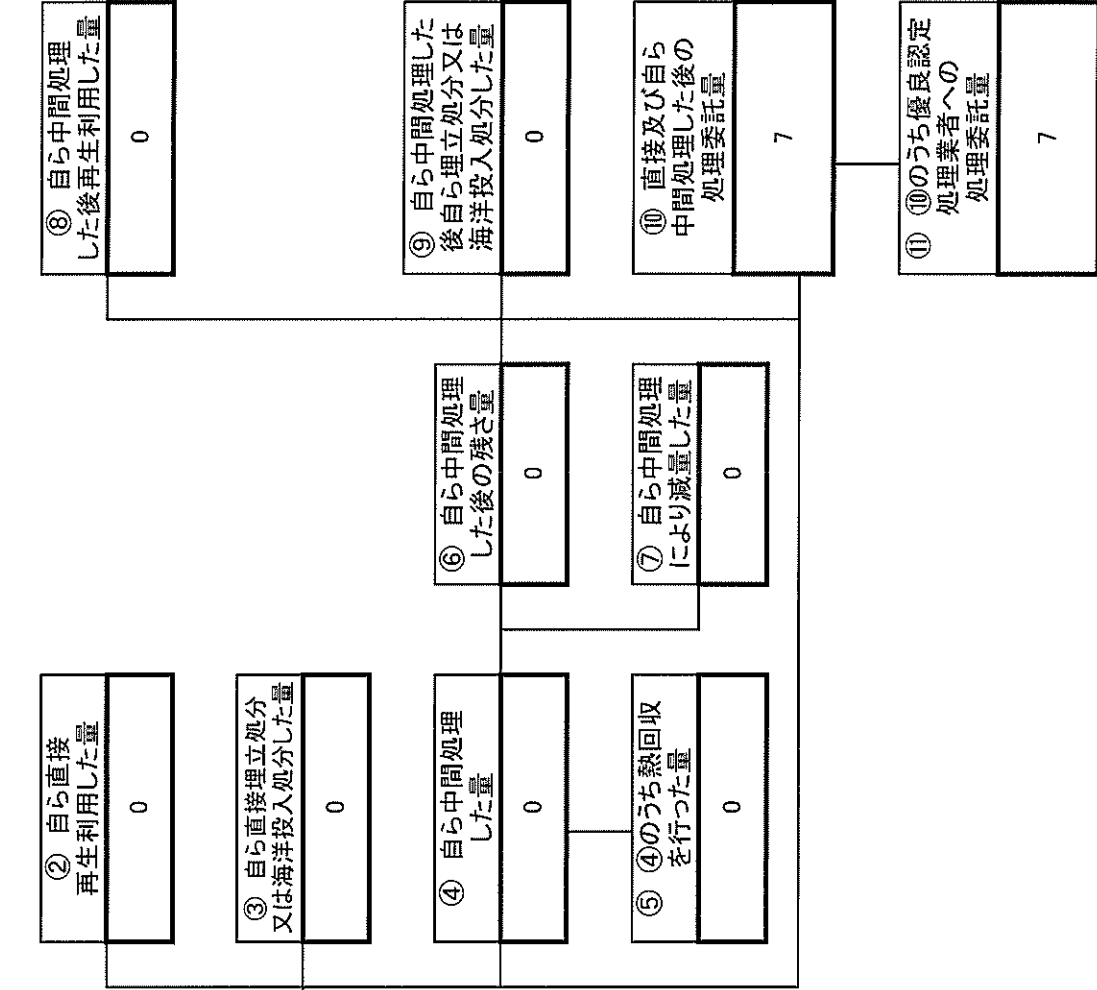 ② 自ら直接
再生利用した量
0
③ 自ら直接埋立処分
又は海洋投入処分した量
0
④ 自ら中間処理
した量
0
⑤ ④のうち熱回収
を行った量
0
⑥ 自ら中間処理
した後の残さ量
0
⑦ 自ら中間処理
により減量した量
0
⑧ 自ら中間処理
した後再生利用した量
0
⑨ 自ら中間処理した
後自ら埋立処分又は
海洋投入処分した量
0
⑩ 直接及び自ら
中間処理した後の
処理委託量
7
⑪ ⑩のうち優良認定
処理業者への
処理委託量
7